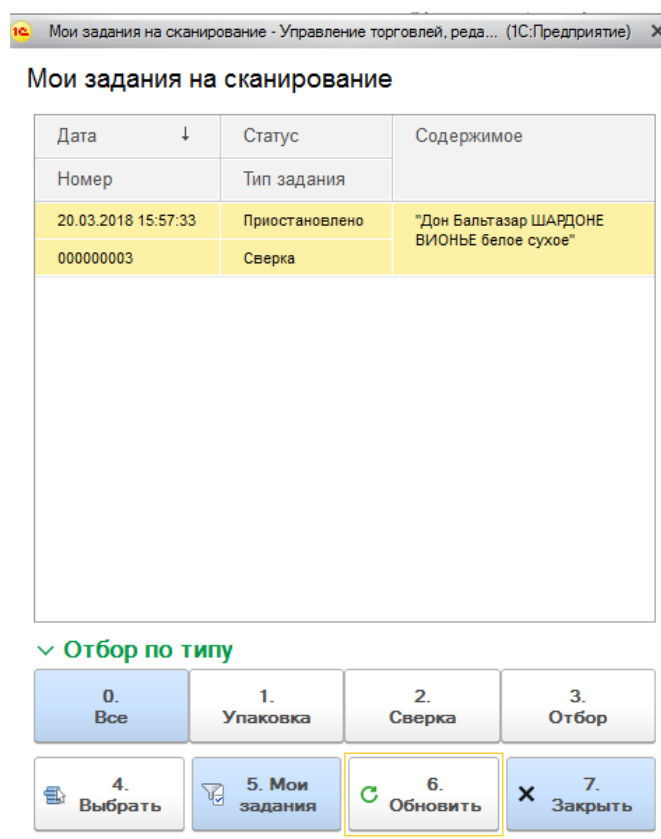 1С Мои задания на сканирование - Управление торговлей, реда... (1С:Предприятие)
Мои задания на сканирование
Дата ↓ Статус Содержимое
Номер Тип задания
20.03.2018 15:57:33 Приостановлено "Дон Бальтазар ШАРДОНЕ
ВИОНЬЕ белое сухое"
000000003 Сверка
Отбор по типу
0. 1. 2. 3.
Все Упаковка Сверка Отбор
4. 5. Мои 6. 7.
Выбрать задания Обновить Закрыть